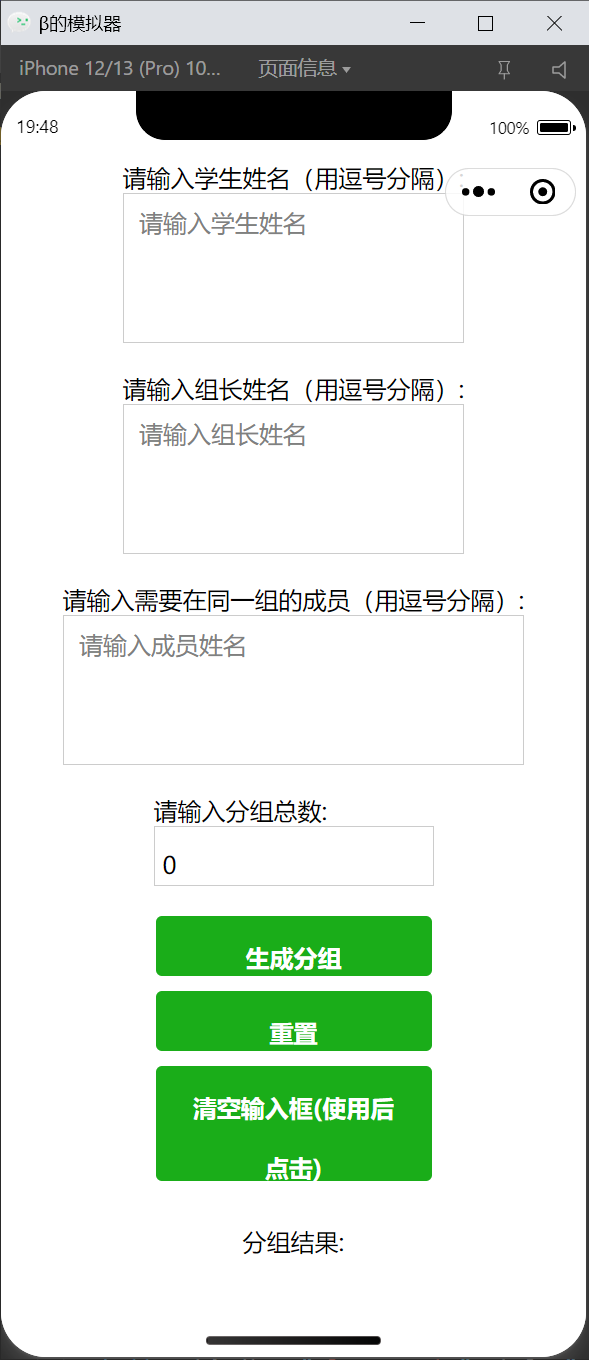 β的模拟器
iPhone 12/13 (Pro) 10... 页面信息
19:48 100%
请输入学生姓名（用逗号分隔）:
请输入学生姓名
请输入组长姓名（用逗号分隔）:
请输入组长姓名
请输入需要在同一组的成员（用逗号分隔）:
请输入成员姓名
请输入分组总数:
0
生成分组
重置
清空输入框(使用后
点击)
分组结果: